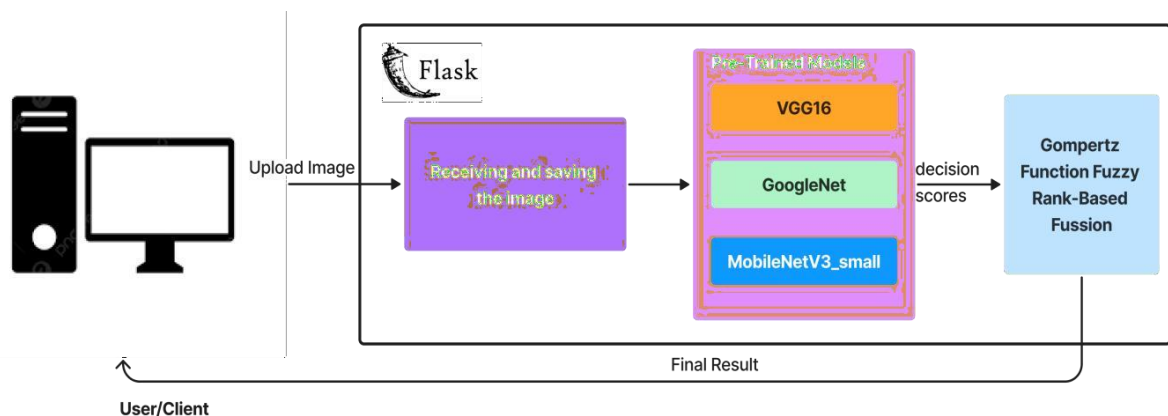 Flask
Pre-Trained Models
VGG16
Upload Image
Receiving and saving
the image
GoogleNet
decision
scores
Gompertz
Function Fuzzy
Rank-Based
Fussion
MobileNetV3_small
Final Result
User/Client